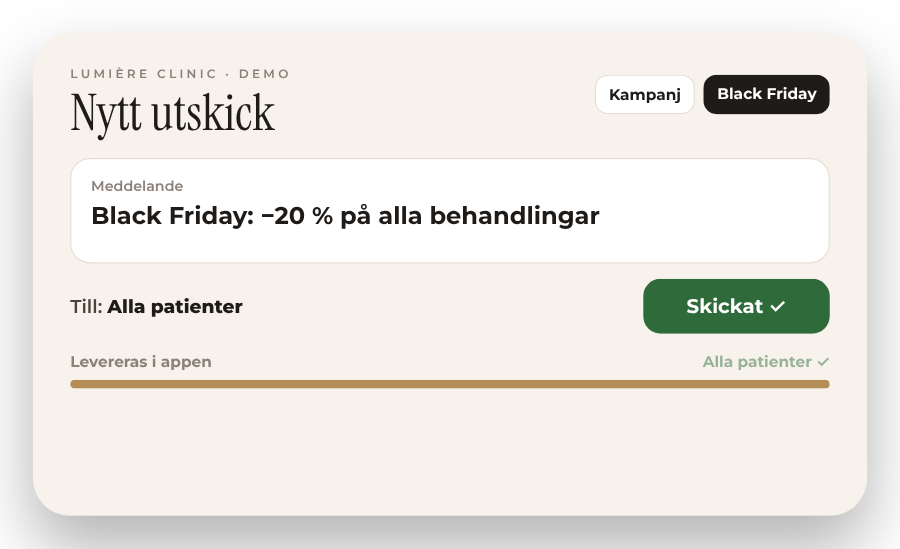 LUMIÈRE CLINIC · DEMO
Nytt utskick
Kampanj
Black Friday
Meddelande
Black Friday: −20 % på alla behandlingar
Till: Alla patienter
Skickat ✓
Levereras i appen
Alla patienter ✓